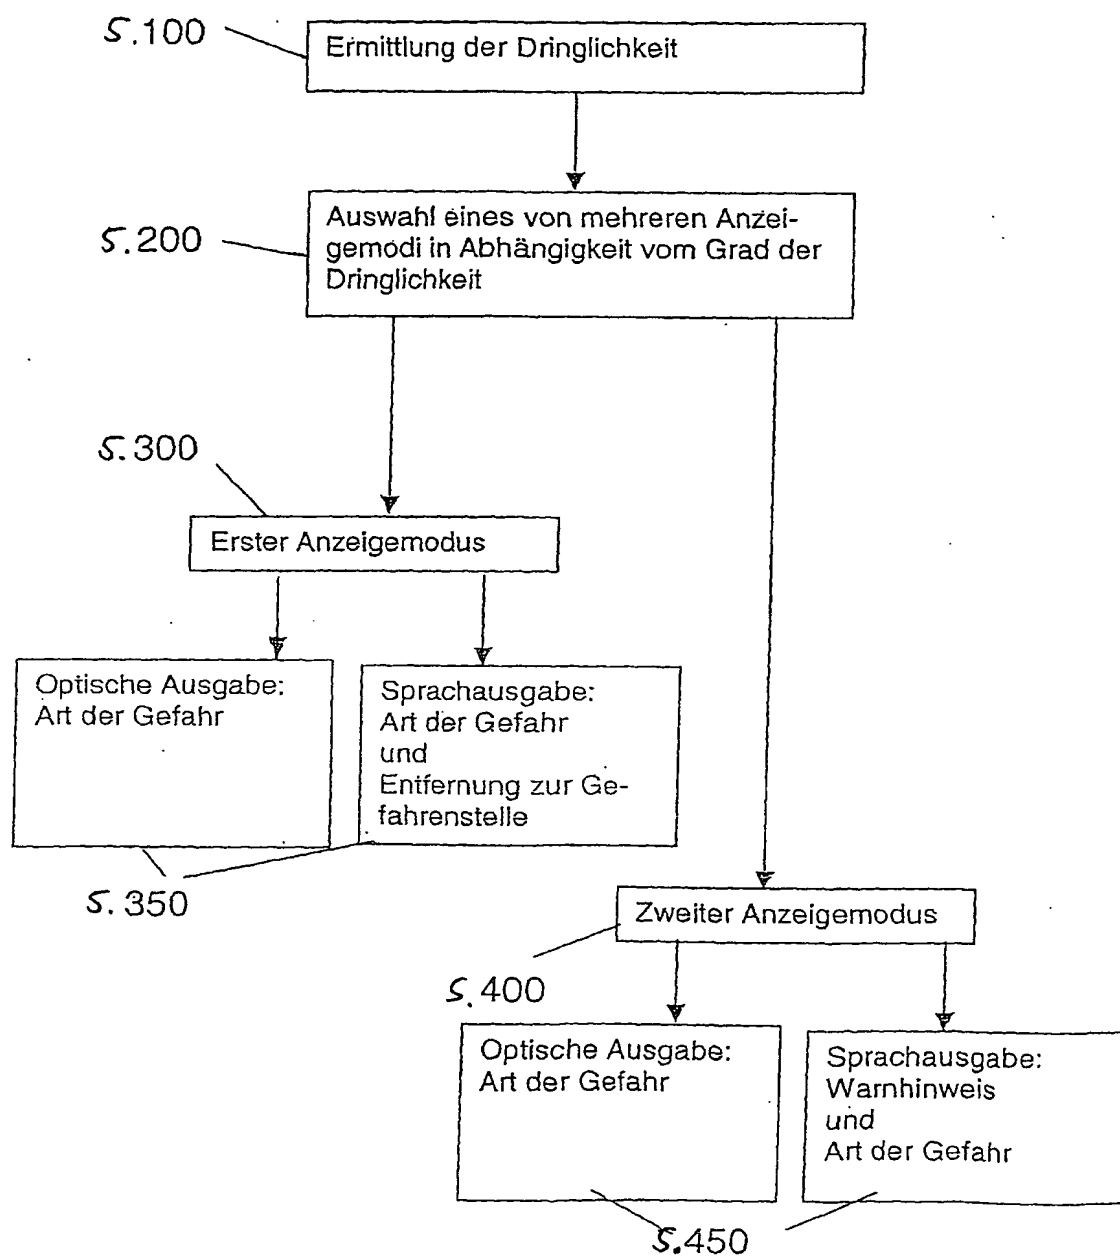 S.100
Ermittlung der Dringlichkeit
S.200
Auswahl eines von mehreren Anzei-
gemodi in Abhängigkeit vom Grad der
Dringlichkeit
S.300
Erster Anzeigemodus
Optische Ausgabe:
Art der Gefahr
Sprachausgabe:
Art der Gefahr
und
Entfernung zur Ge-
fahrenstelle
S.350
Zweiter Anzeigemodus
S.400
Optische Ausgabe:
Art der Gefahr
Sprachausgabe:
Warnhinweis
und
Art der Gefahr
S.450